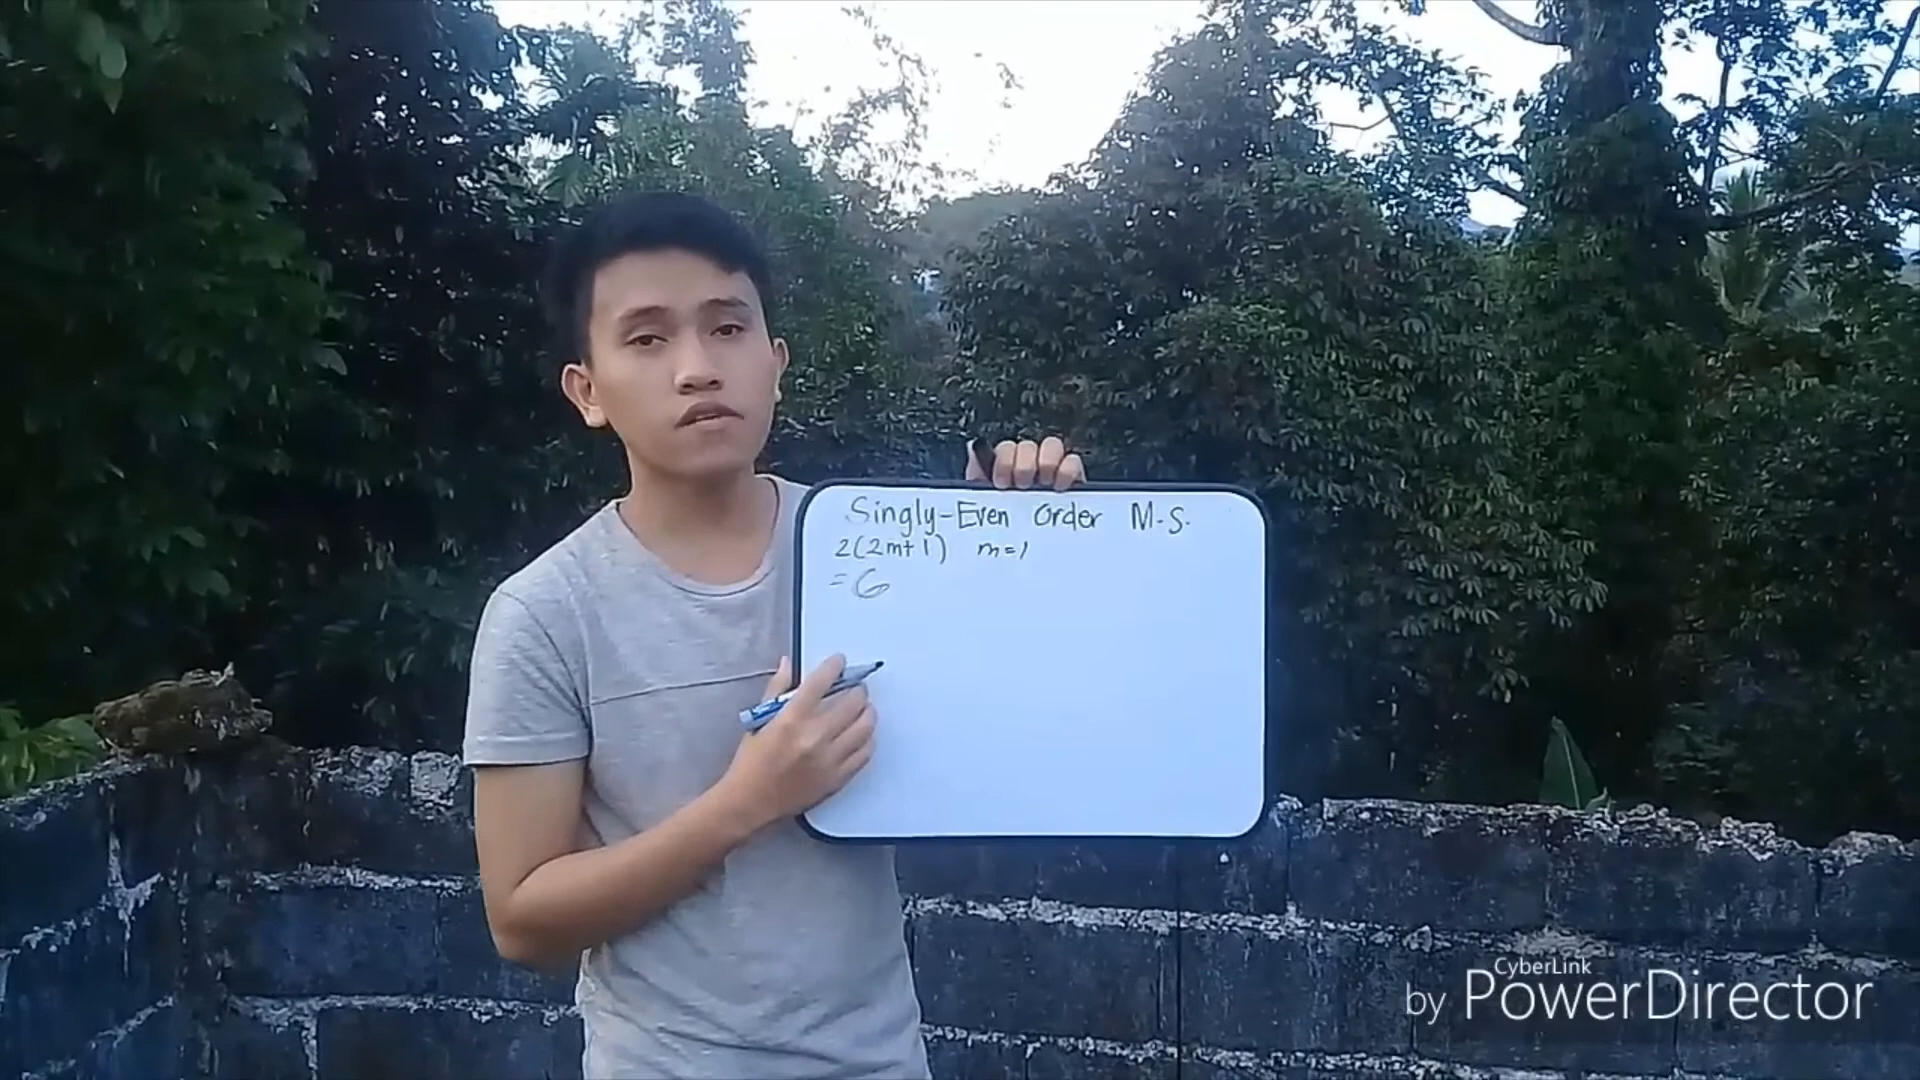 Singly-Even Order M.S.
2(2m+1) m=1
=6
CyberLink
by PowerDirector